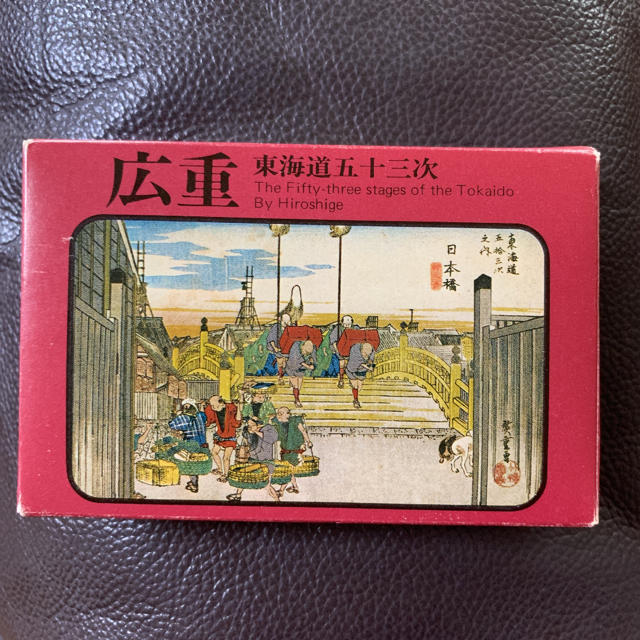 広重
東海道五十三次
The Fifty-three stages of the Tokaido
By Hiroshige
東海道
五拾三次
之内
日本橋